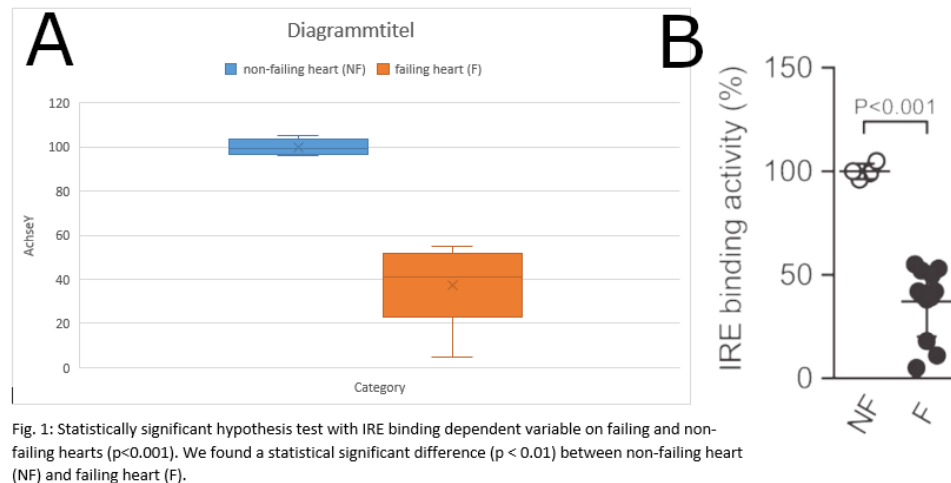 A
Diagrammtitel
non-failing heart (NF) failing heart (F)
120
100
80
60
40
20
0
AchseY
Category
B
150
100
50
0
IRE binding activity (%)
P<0.001
NF
F
Fig. 1: Statistically significant hypothesis test with IRE binding dependent variable on failing and non-
failing hearts (p<0.001). We found a statistical significant difference (p < 0.01) between non-failing heart
(NF) and failing heart (F).